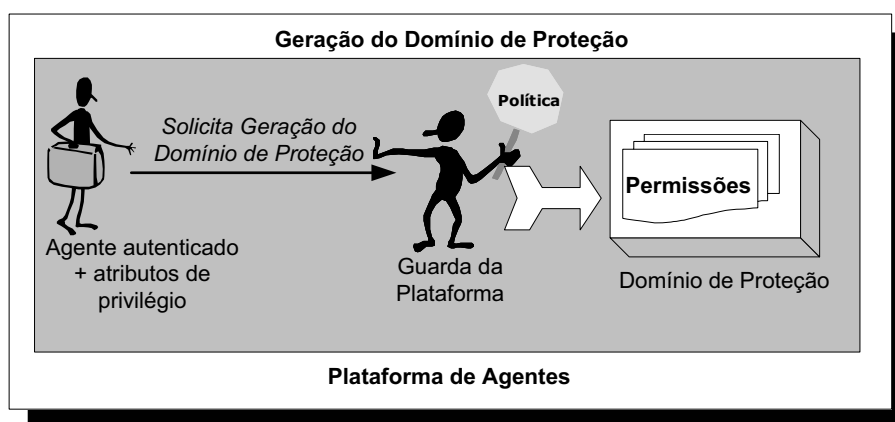 Geração do Domínio de Proteção
Política
Solicita Geração do
Domínio de Proteção
Permissões
Agente autenticado
+ atributos de
privilégio
Guarda da
Plataforma
Domínio de Proteção
Plataforma de Agentes